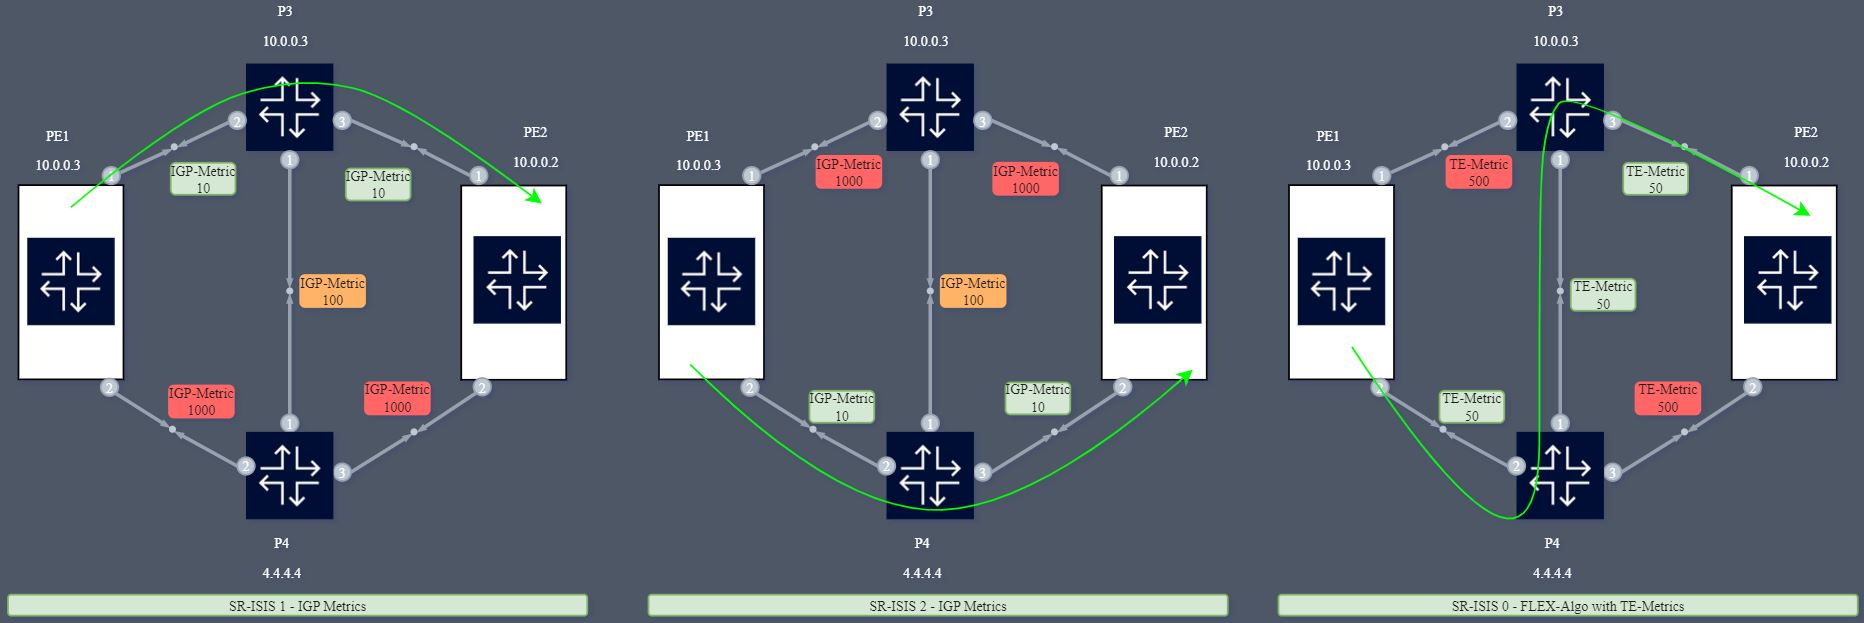 P3
10.0.0.3
PE1
10.0.0.3
PE2
10.0.0.2
2
3
1
1
1
IGP-Metric
10
IGP-Metric
10
IGP-Metric
100
2
2
1
2
3
IGP-Metric
1000
IGP-Metric
1000
P4
4.4.4.4
SR-ISIS 1 - IGP Metrics
P3
10.0.0.3
PE1
10.0.0.3
PE2
10.0.0.2
2
3
1
1
1
IGP-Metric
1000
IGP-Metric
1000
IGP-Metric
100
2
2
1
2
3
IGP-Metric
10
IGP-Metric
10
P4
4.4.4.4
SR-ISIS 2 - IGP Metrics
P3
10.0.0.3
PE1
10.0.0.3
PE2
10.0.0.2
2
3
1
1
1
TE-Metric
500
TE-Metric
50
TE-Metric
50
2
2
1
2
3
TE-Metric
50
TE-Metric
500
P4
4.4.4.4
SR-ISIS 0 - FLEX-Algo with TE-Metrics